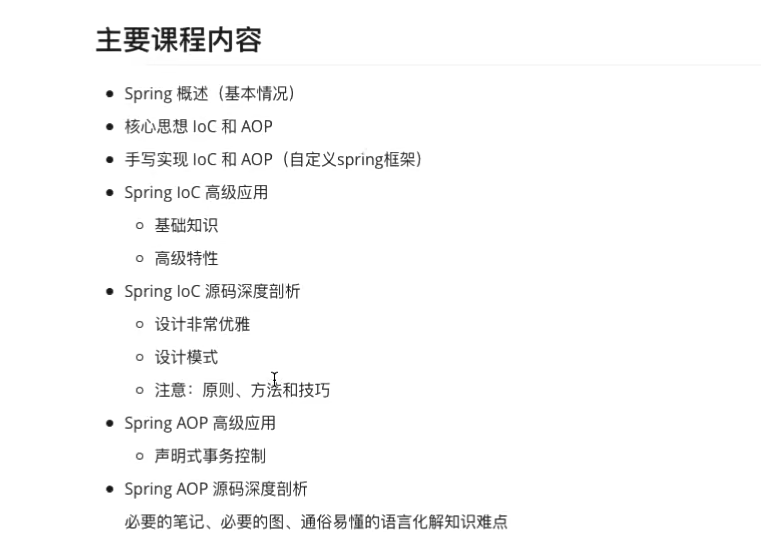 主要课程内容
Spring 概述（基本情况）
核心思想 IoC 和 AOP
手写实现 IoC 和 AOP（自定义spring框架）
Spring IoC 高级应用
基础知识
高级特性
Spring IoC 源码深度剖析
设计非常优雅
设计模式
注意：原则、方法和技巧
Spring AOP 高级应用
声明式事务控制
Spring AOP 源码深度剖析
必要的笔记、必要的图、通俗易懂的语言化解知识难点